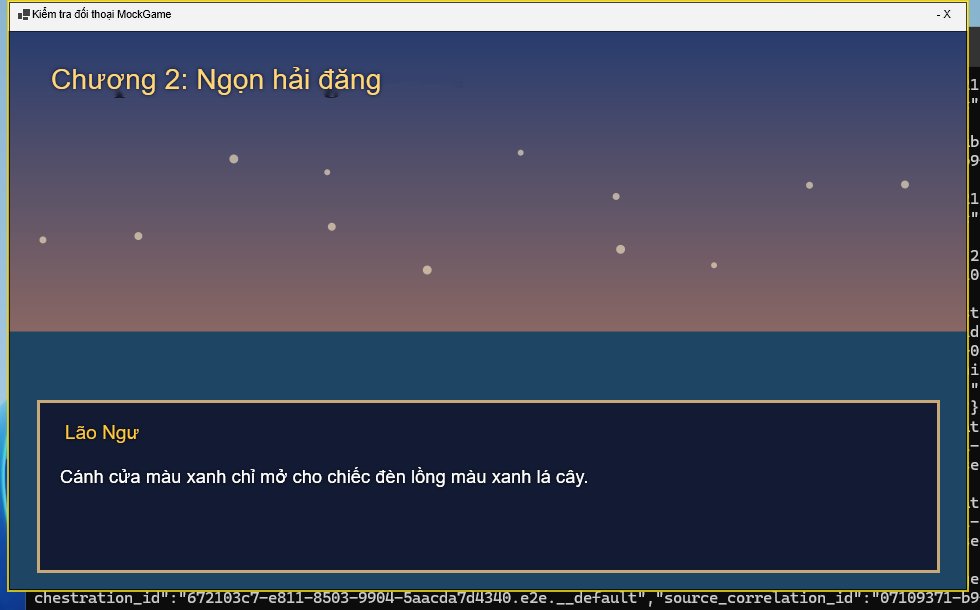 Kiểm tra đối thoại MockGame
- X
Chương 2: Ngọn hải đăng
Lão Ngư
Cánh cửa màu xanh chỉ mở cho chiếc đèn lồng màu xanh lá cây.
chestration_id":"672103c7-e811-8503-9904-5aacda7d4340.e2e.__default","source_correlation_id":"07109371-b9